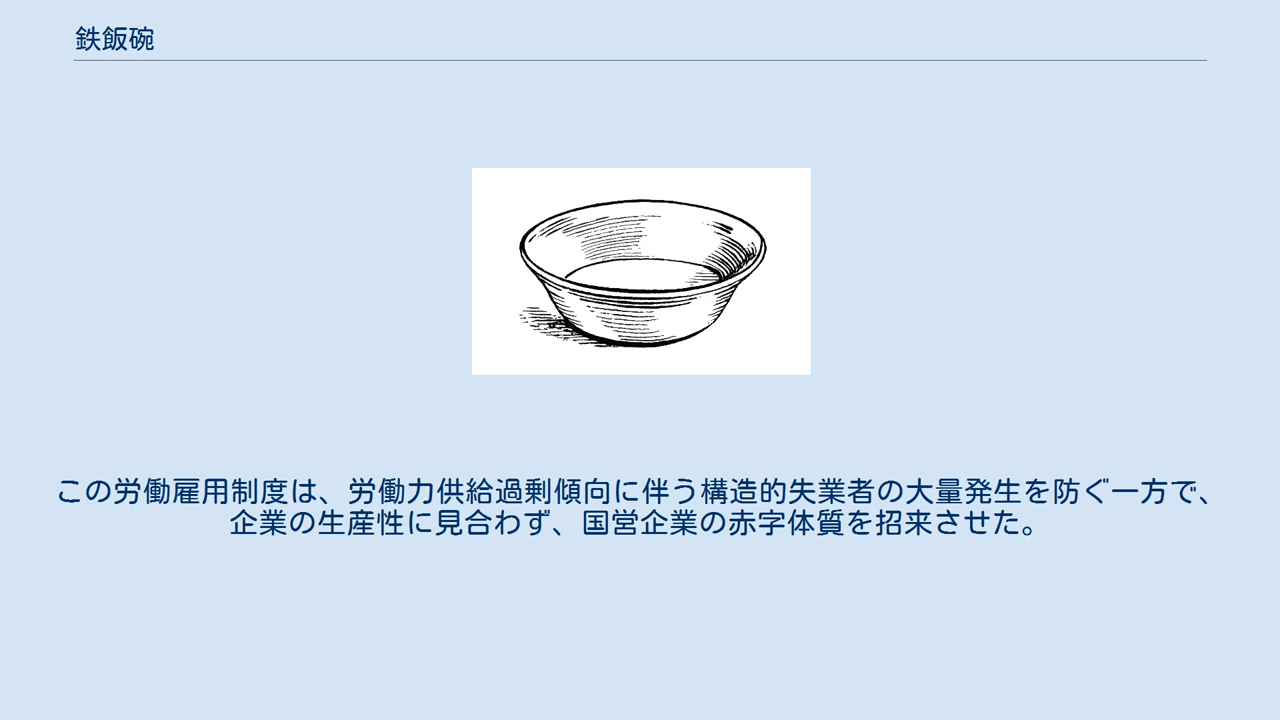 鉄飯碗
この労働雇用制度は、労働力供給過剰傾向に伴う構造的失業者の大量発生を防ぐ一方で、
企業の生産性に見合わず、国営企業の赤字体質を招来させた。